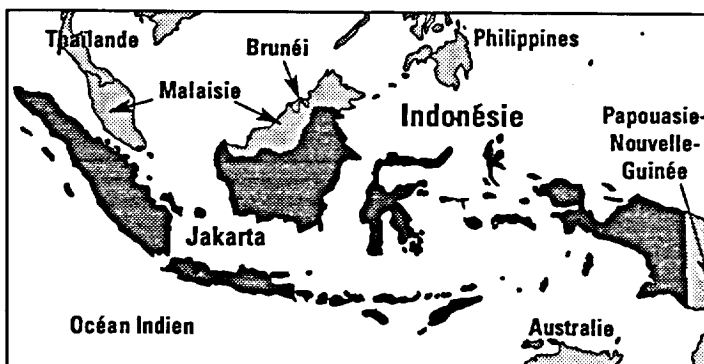 Thaïlande
Brunéi
Philippines
Malaisie
Indonésie
Papouasie-
Nouvelle-
Guinée
Jakarta
Océan Indien
Australie